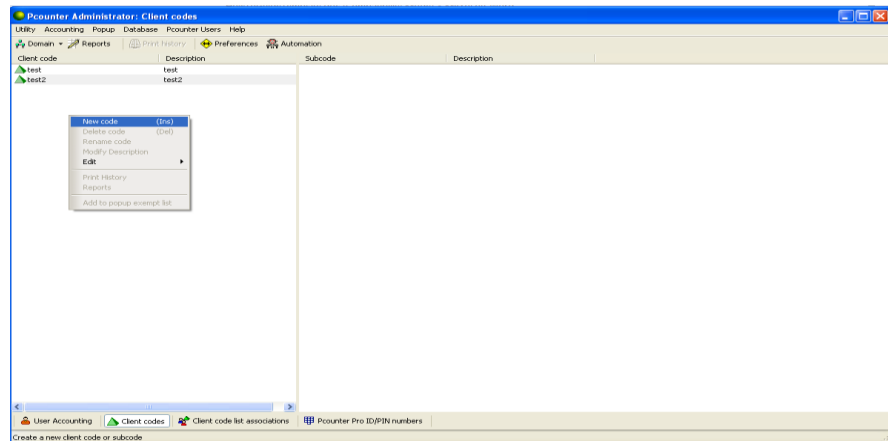 Pcounter Administrator: Client codes
Utility Accounting Popup Database Pcounter Users Help
Domain Reports Print history Preferences Automation
Client code Description Subcode Description
test test
test2 test2
New code (Ins)
Delete code (Del)
Rename code
Modify Description
Edit
Print History
Reports
Add to popup exempt list
User Accounting Client codes Client code list associations Pcounter Pro ID/PIN numbers
Create a new client code or subcode